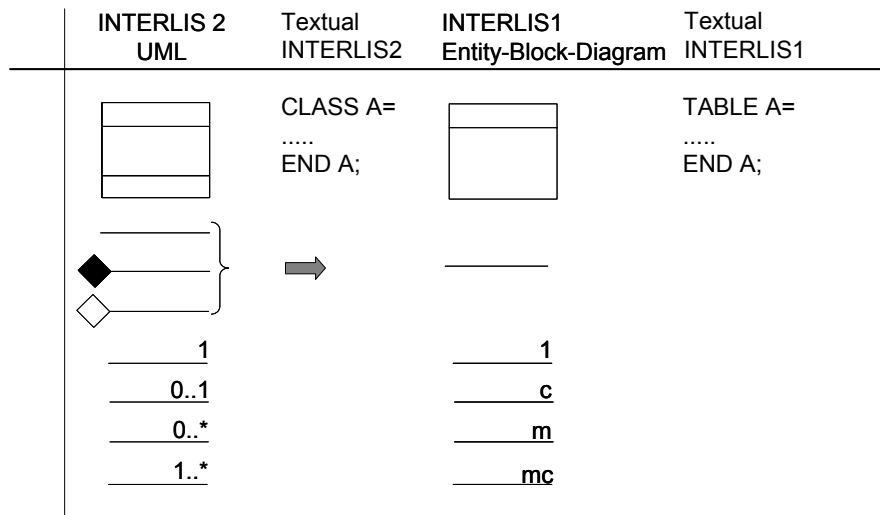 INTERLIS 2
UML
Textual
INTERLIS2
INTERLIS1
Entity-Block-Diagram
Textual
INTERLIS1
CLASS A=
.....
END A;
TABLE A=
.....
END A;
1
1
0..1
c
0..*
m
1..*
mc